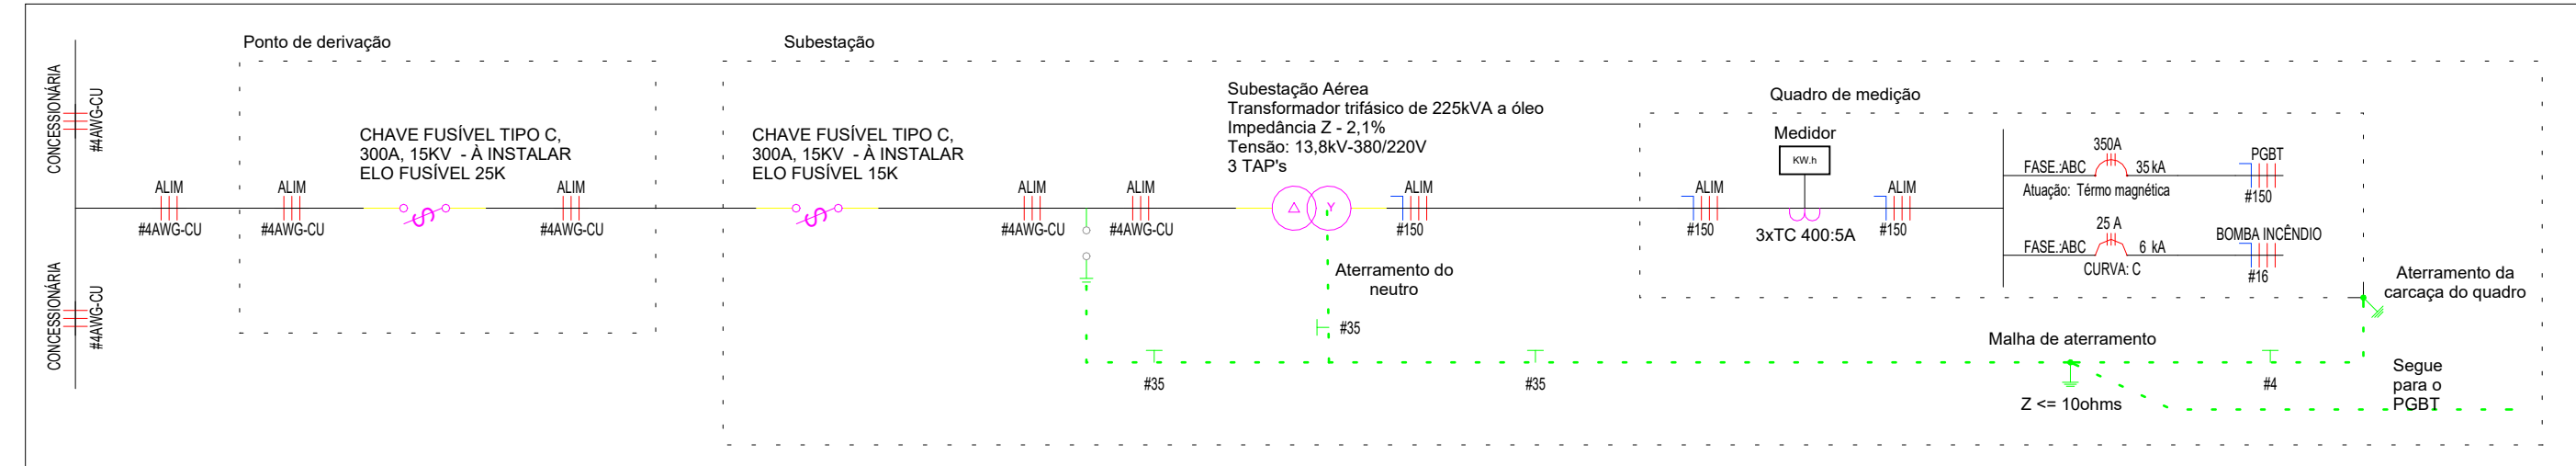 CONCESSIONÁRIA
#4AWG-CU
CONCESSIONÁRIA
#4AWG-CU
ALIM
#4AWG-CU
Ponto de derivação
ALIM
#4AWG-CU
CHAVE FUSÍVEL TIPO C,
300A, 15KV - À INSTALAR
ELO FUSÍVEL 25K
ALIM
#4AWG-CU
Subestação
CHAVE FUSÍVEL TIPO C,
300A, 15KV - À INSTALAR
ELO FUSÍVEL 15K
ALIM
#4AWG-CU
ALIM
#4AWG-CU
Subestação Aérea
Transformador trifásico de 225kVA a óleo
Impedância Z - 2,1%
Tensão: 13,8kV-380/220V
3 TAP's
Y
ALIM
#150
Aterramento do
neutro
#35
#35
#35
Quadro de medição
ALIM
#150
Medidor
KW.h
3xTC 400:5A
ALIM
#150
350A
FASE.:ABC
35 kA
Atuação: Térmo magnética
PGBT
#150
25 A
FASE.:ABC
6 kA
CURVA: C
BOMBA INCÊNDIO
#16
Aterramento da
carcaça do quadro
Malha de aterramento
Z <= 10ohms
#4
Segue
para o
PGBT